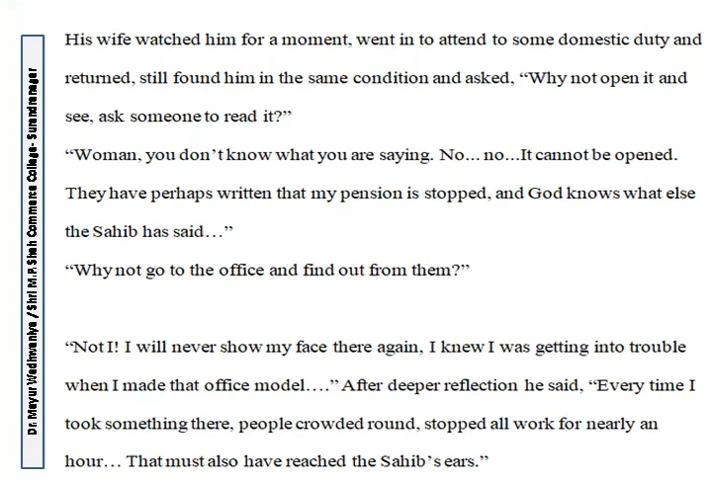 His wife watched him for a moment, went in to attend to some domestic duty and
returned, still found him in the same condition and asked, “Why not open it and
see, ask someone to read it?”
“Woman, you don’t know what you are saying. No... no...It cannot be opened.
They have perhaps written that my pension is stopped, and God knows what else
the Sahib has said…”
“Why not go to the office and find out from them?”
“Not I! I will never show my face there again, I knew I was getting into trouble
when I made that office model….” After deeper reflection he said, “Every time I
took something there, people crowded round, stopped all work for nearly an
hour… That must also have reached the Sahib’s ears.”
Dr. Mayur Wadhvaniya / Shri M.P. Shah Commerce College- Surendranagar